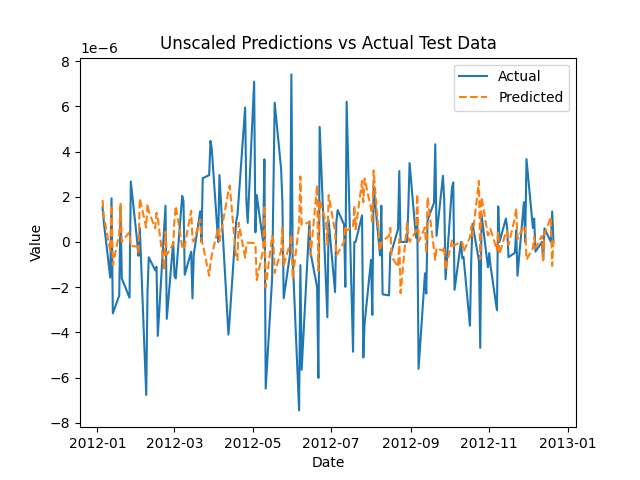 Unscaled Predictions vs Actual Test Data
1e−6
8
6
4
2
0
−2
−4
−6
−8
Value
Actual
Predicted
2012-01 2012-03 2012-05 2012-07 2012-09 2012-11 2013-01
Date